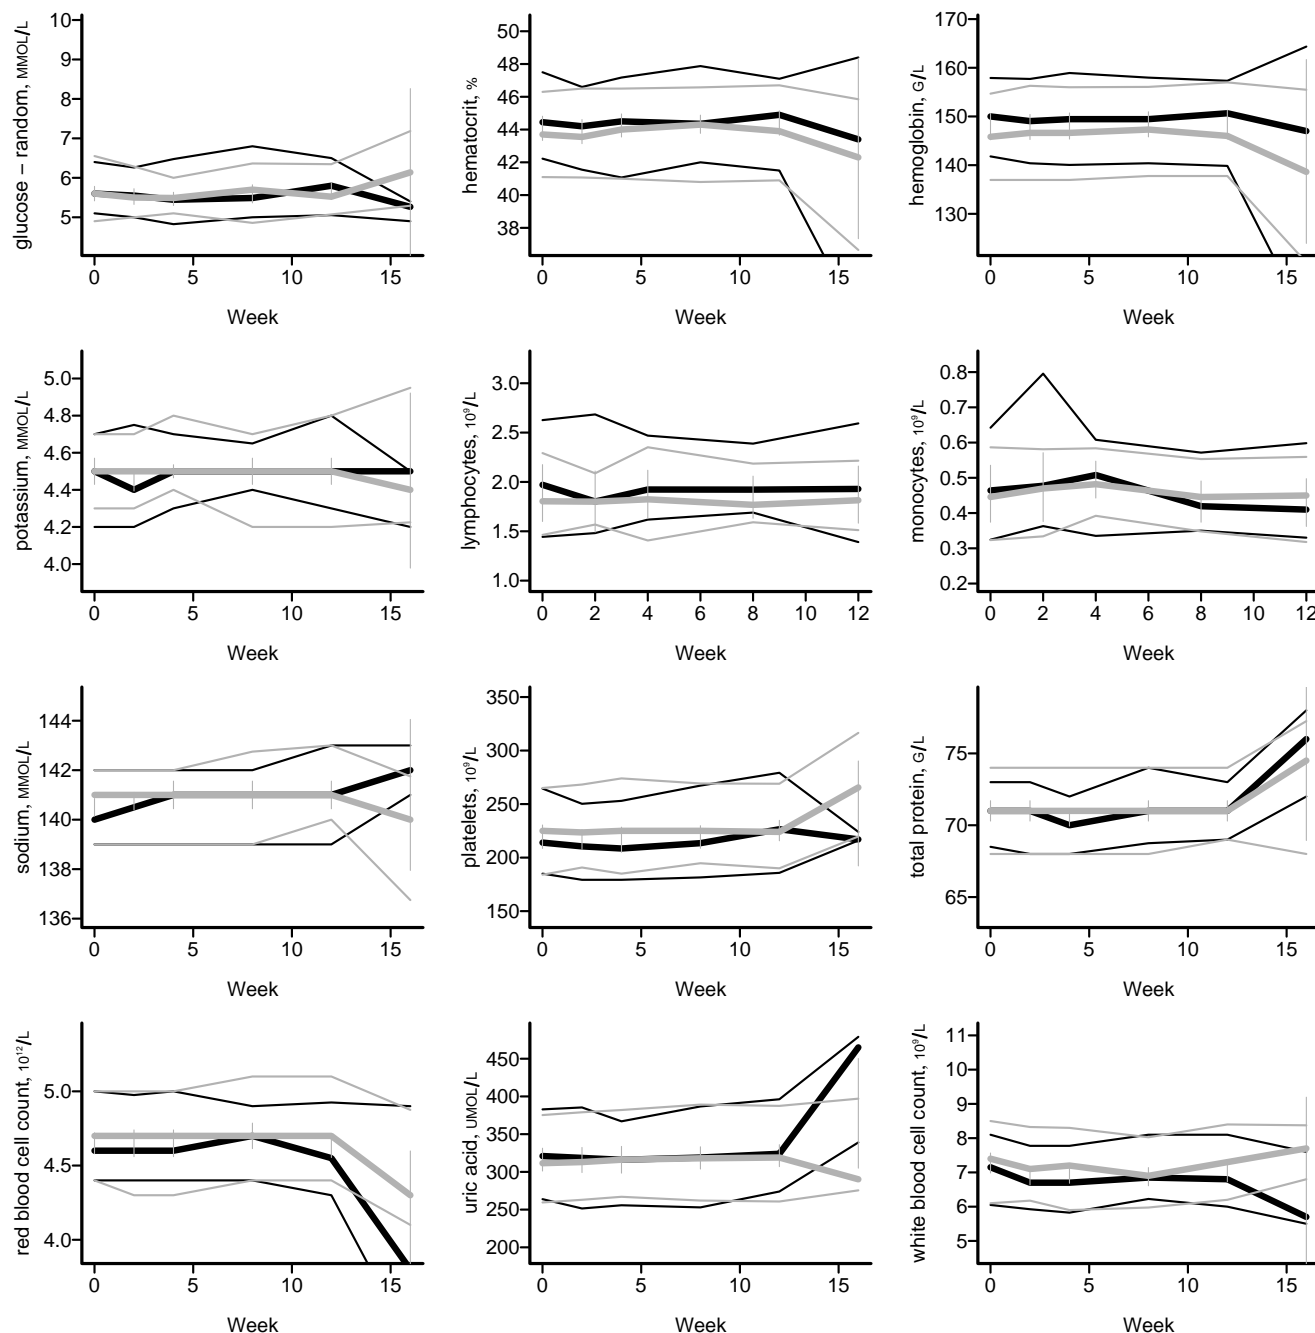 glucose − random, MMOL/L
10
9
8
7
6
5
0 5 10 15
Week
hematocrit, %
50
48
46
44
42
40
38
0 5 10 15
Week
hemoglobin, G/L
170
160
150
140
130
0 5 10 15
Week
potassium, MMOL/L
5.0
4.8
4.6
4.4
4.2
4.0
0 5 10 15
Week
lymphocytes, 10⁹/L
3.0
2.5
2.0
1.5
1.0
0 2 4 6 8 10 12
Week
monocytes, 10⁹/L
0.8
0.7
0.6
0.5
0.4
0.3
0.2
0 2 4 6 8 10 12
Week
sodium, MMOL/L
144
142
140
138
136
0 5 10 15
Week
platelets, 10⁹/L
350
300
250
200
150
0 5 10 15
Week
total protein, G/L
75
70
65
0 5 10 15
Week
red blood cell count, 10¹²/L
5.0
4.5
4.0
0 5 10 15
Week
uric acid, UMOL/L
450
400
350
300
250
200
0 5 10 15
Week
white blood cell count, 10⁹/L
11
10
9
8
7
6
5
0 5 10 15
Week